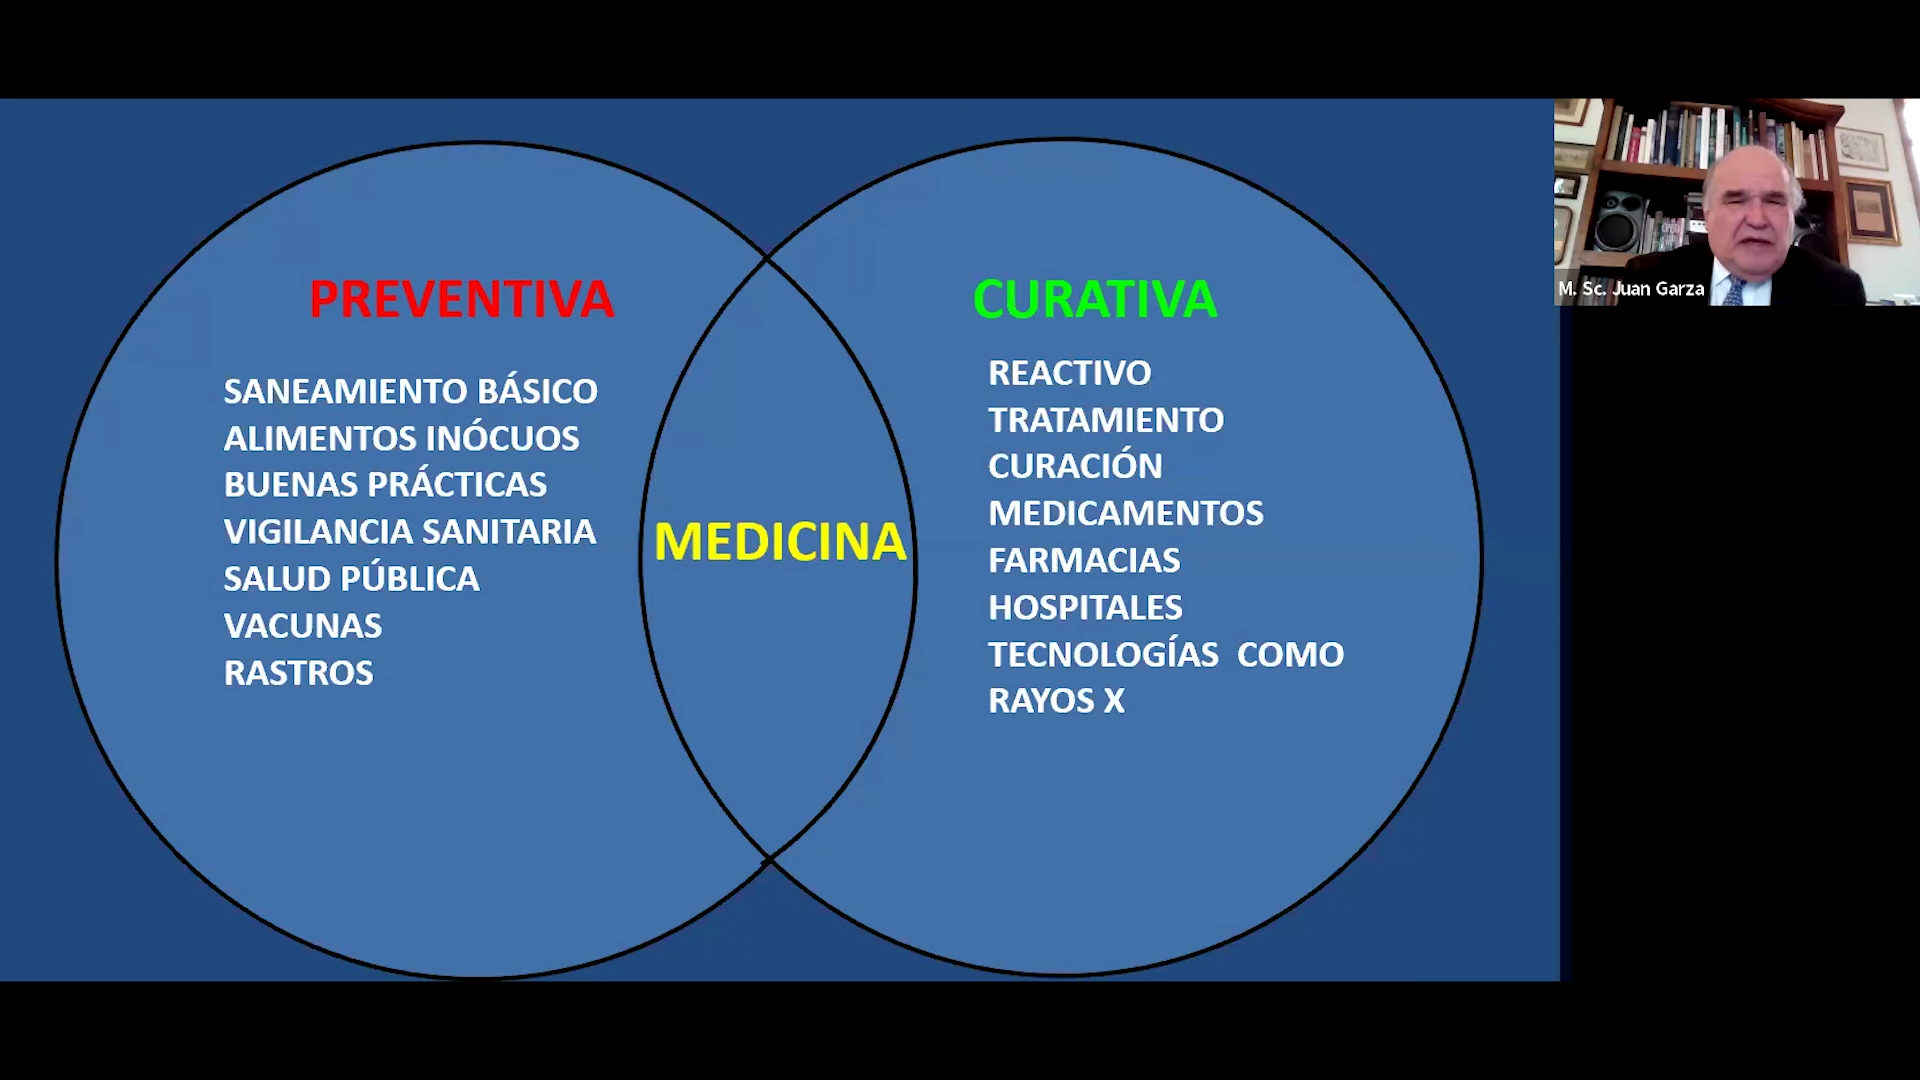 PREVENTIVA
SANEAMIENTO BÁSICO
ALIMENTOS INÓCUOS
BUENAS PRÁCTICAS
VIGILANCIA SANITARIA
SALUD PÚBLICA
VACUNAS
RASTROS
MEDICINA
CURATIVA
REACTIVO
TRATAMIENTO
CURACIÓN
MEDICAMENTOS
FARMACIAS
HOSPITALES
TECNOLOGÍAS COMO
RAYOS X
M. Sc. Juan Garza